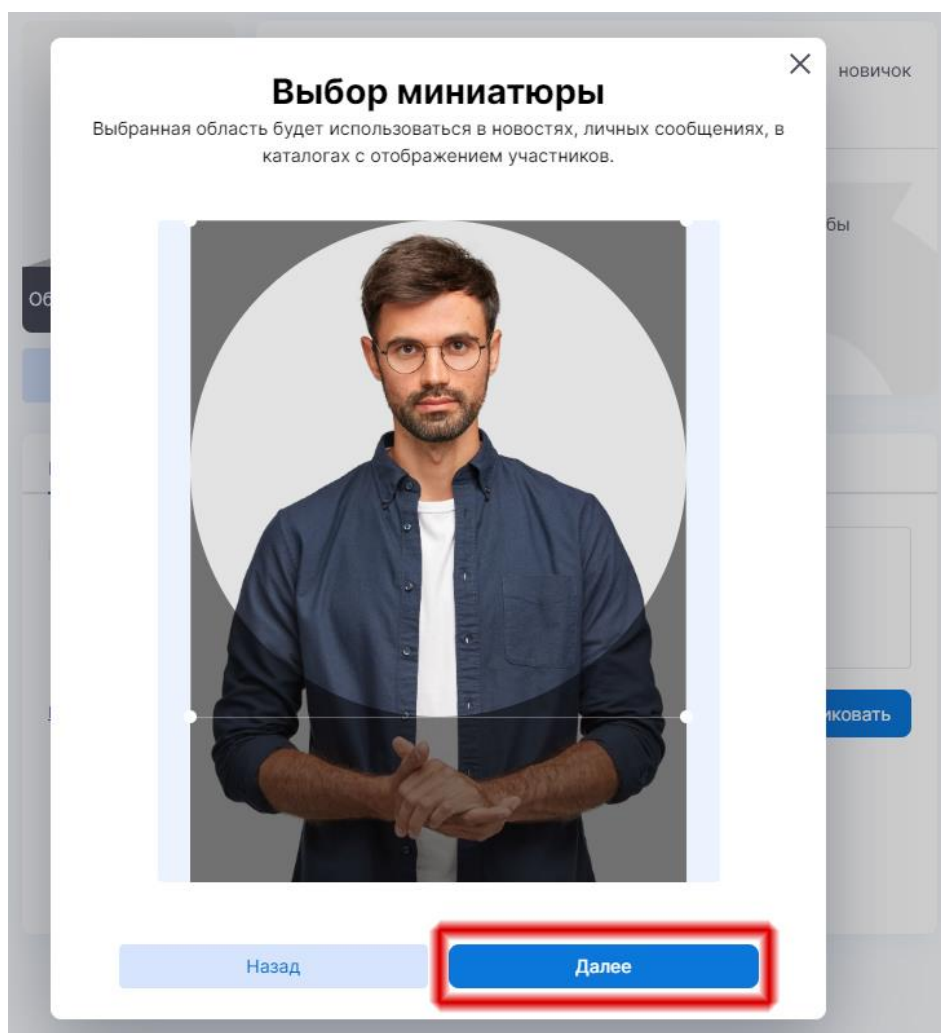 новичок
Выбор миниатюры
Выбранная область будет использоваться в новостях, личных сообщениях, в
каталогах с отображением участников.
бы
Об
иковать
Назад
Далее